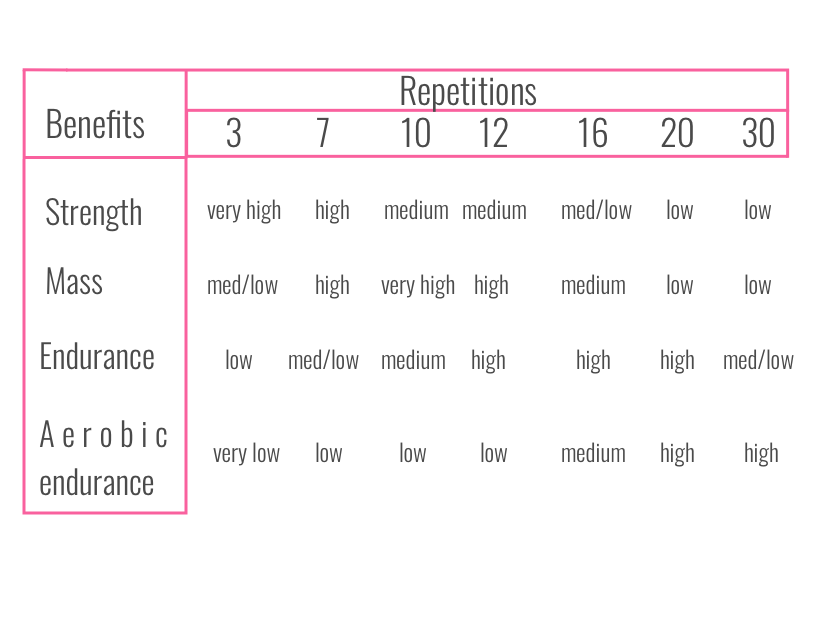 Repetitions
Benefits 3 7 10 12 16 20 30
Strength very high high medium medium med/low low low
Mass med/low high very high high medium low low
Endurance low med/low medium high high high med/low
Aerobic
endurance very low low low low medium high high